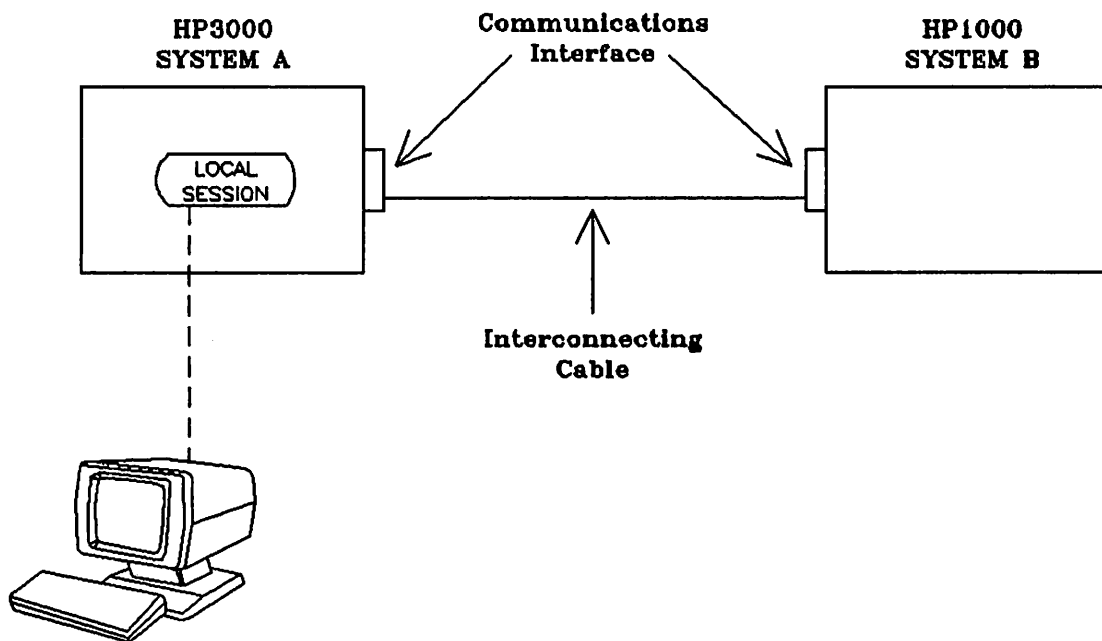 HP3000
SYSTEM A
Communications
Interface
HP1000
SYSTEM B
LOCAL
SESSION
Interconnecting
Cable